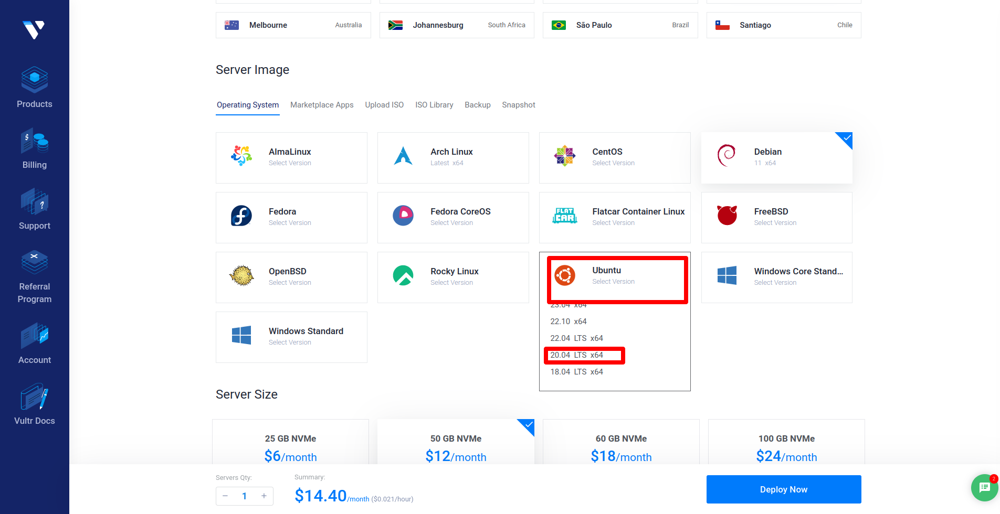 Melbourne Australia
Johannesburg South Africa
São Paulo Brazil
Santiago Chile
Server Image
Operating System Marketplace Apps Upload ISO ISO Library Backup Snapshot
AlmaLinux
Select Version
Arch Linux
Latest x64
CentOS
Select Version
Debian
11 x64
Fedora
Select Version
Fedora CoreOS
Select Version
FLAT
CAR
Flatcar Container Linux
Select Version
FreeBSD
Select Version
OpenBSD
Select Version
Rocky Linux
Select Version
Ubuntu
Select Version
23.04 x64
22.10 x64
22.04 LTS x64
20.04 LTS x64
18.04 LTS x64
Windows Core Stand...
Select Version
Windows Standard
Select Version
Server Size
25 GB NVMe
$6/month
50 GB NVMe
$12/month
60 GB NVMe
$18/month
100 GB NVMe
$24/month
Servers Qty:
− 1 +
Summary:
$14.40/month ($0.021/hour)
Deploy Now
2
Products
$
Billing
?
Support
Referral
Program
Account
Vultr Docs